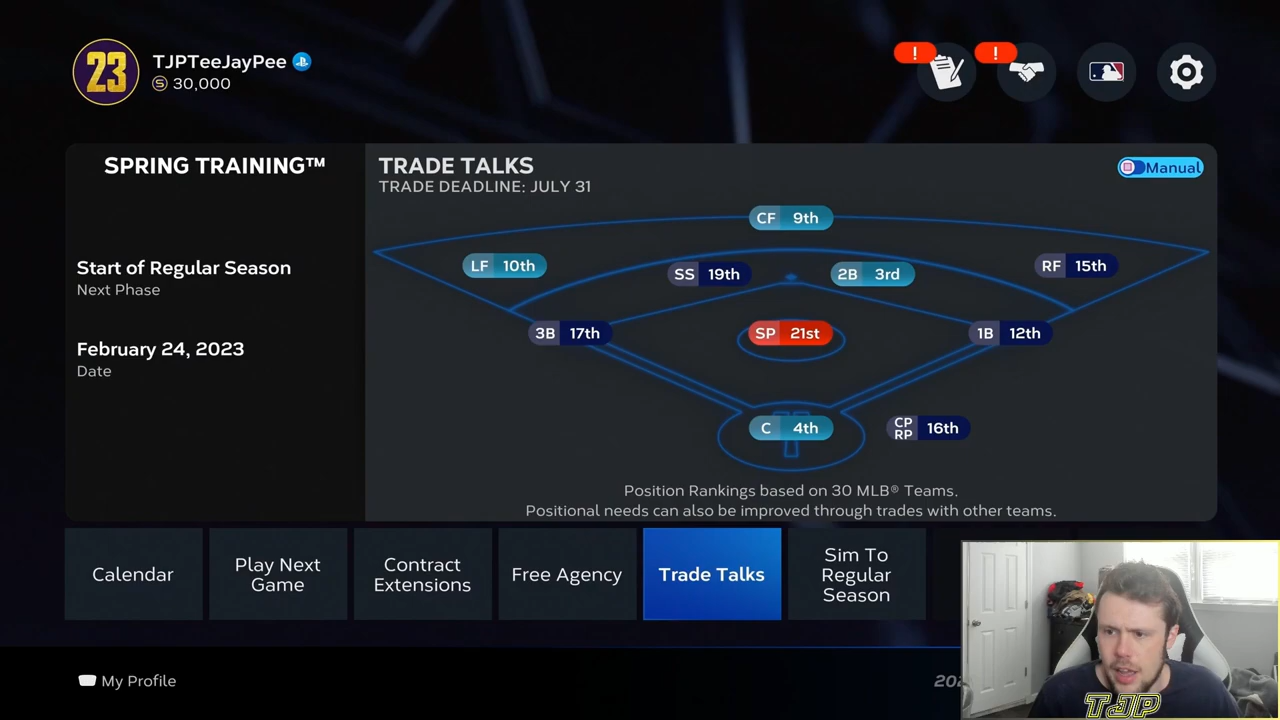 23
TJPTeeJayPee
S 30,000
!
!
SPRING TRAINING™
Start of Regular Season
Next Phase
February 24, 2023
Date
TRADE TALKS
TRADE DEADLINE: JULY 31
Manual
CF 9th
LF 10th
SS 19th
2B 3rd
RF 15th
3B 17th
SP 21st
1B 12th
C 4th
CP RP 16th
Position Rankings based on 30 MLB® Teams.
Positional needs can also be improved through trades with other teams.
Calendar
Play Next
Game
Contract
Extensions
Free Agency
Trade Talks
Sim To
Regular
Season
My Profile
TJP